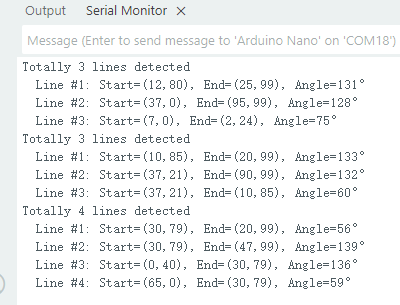 Output Serial Monitor ×
Message (Enter to send message to 'Arduino Nano' on 'COM18')
Totally 3 lines detected
Line #1: Start=(12,80), End=(25,99), Angle=131°
Line #2: Start=(37,0), End=(95,99), Angle=128°
Line #3: Start=(7,0), End=(2,24), Angle=75°
Totally 3 lines detected
Line #1: Start=(10,85), End=(20,99), Angle=133°
Line #2: Start=(37,21), End=(90,99), Angle=132°
Line #3: Start=(37,21), End=(10,85), Angle=60°
Totally 4 lines detected
Line #1: Start=(30,79), End=(20,99), Angle=56°
Line #2: Start=(30,79), End=(47,99), Angle=139°
Line #3: Start=(0,40), End=(30,79), Angle=136°
Line #4: Start=(65,0), End=(30,79), Angle=59°